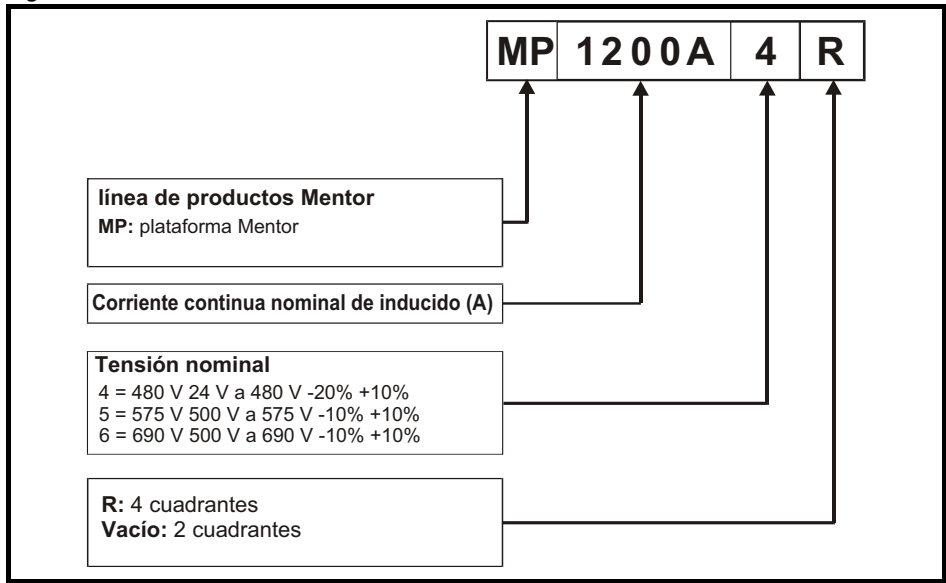 MP 1200A 4 R
línea de productos Mentor
MP: plataforma Mentor
Corriente continua nominal de inducido (A)
Tensión nominal
4 = 480 V 24 V a 480 V -20% +10%
5 = 575 V 500 V a 575 V -10% +10%
6 = 690 V 500 V a 690 V -10% +10%
R: 4 cuadrantes
Vacío: 2 cuadrantes